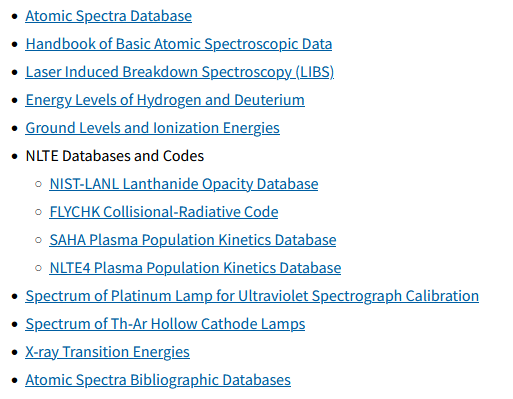 Atomic Spectra Database
Handbook of Basic Atomic Spectroscopic Data
Laser Induced Breakdown Spectroscopy (LIBS)
Energy Levels of Hydrogen and Deuterium
Ground Levels and Ionization Energies
NLTE Databases and Codes
NIST-LANL Lanthanide Opacity Database
FLYCHK Collisional-Radiative Code
SAHA Plasma Population Kinetics Database
NLTE4 Plasma Population Kinetics Database
Spectrum of Platinum Lamp for Ultraviolet Spectrograph Calibration
Spectrum of Th-Ar Hollow Cathode Lamps
X-ray Transition Energies
Atomic Spectra Bibliographic Databases